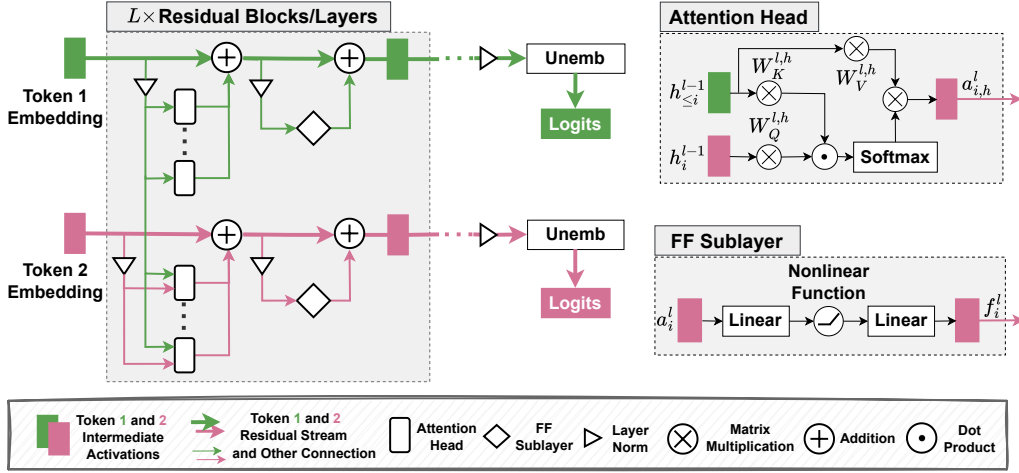 L× Residual Blocks/Layers
Token 1
Embedding
Unemb
Logits
Token 2
Embedding
Unemb
Logits
Attention Head
h_{≤i}^{l−1}
W_K^{l,h}
W_V^{l,h}
a_{i,h}^{l}
W_Q^{l,h}
h_i^{l−1}
Softmax
FF Sublayer
Nonlinear
Function
a_i^l
Linear
Linear
f_i^l
Token 1 and 2
Intermediate
Activations
Token 1 and 2
Residual Stream
and Other Connection
Attention
Head
FF
Sublayer
Layer
Norm
Matrix
Multiplication
Addition
Dot
Product